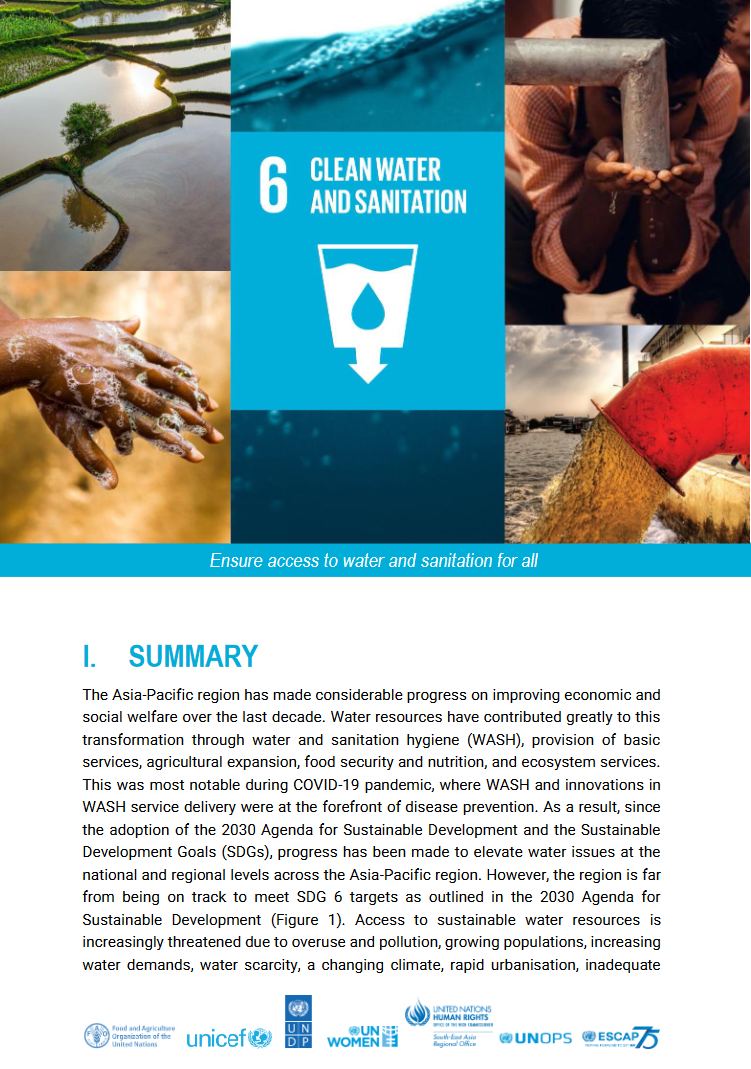 6 CLEAN WATER
AND SANITATION
Ensure access to water and sanitation for all
I. SUMMARY
The Asia-Pacific region has made considerable progress on improving economic and
social welfare over the last decade. Water resources have contributed greatly to this
transformation through water and sanitation hygiene (WASH), provision of basic
services, agricultural expansion, food security and nutrition, and ecosystem services.
This was most notable during COVID-19 pandemic, where WASH and innovations in
WASH service delivery were at the forefront of disease prevention. As a result, since
the adoption of the 2030 Agenda for Sustainable Development and the Sustainable
Development Goals (SDGs), progress has been made to elevate water issues at the
national and regional levels across the Asia-Pacific region. However, the region is far
from being on track to meet SDG 6 targets as outlined in the 2030 Agenda for
Sustainable Development (Figure 1). Access to sustainable water resources is
increasingly threatened due to overuse and pollution, growing populations, increasing
water demands, water scarcity, a changing climate, rapid urbanisation, inadequate
Food and Agriculture
Organization of the
United Nations
unicef
UN
DP
UN
WOMEN
UNITED NATIONS
HUMAN RIGHTS
OFFICE OF THE HIGH COMMISSIONER
South-East Asia
Regional Office
UNOPS
ESCAP 75